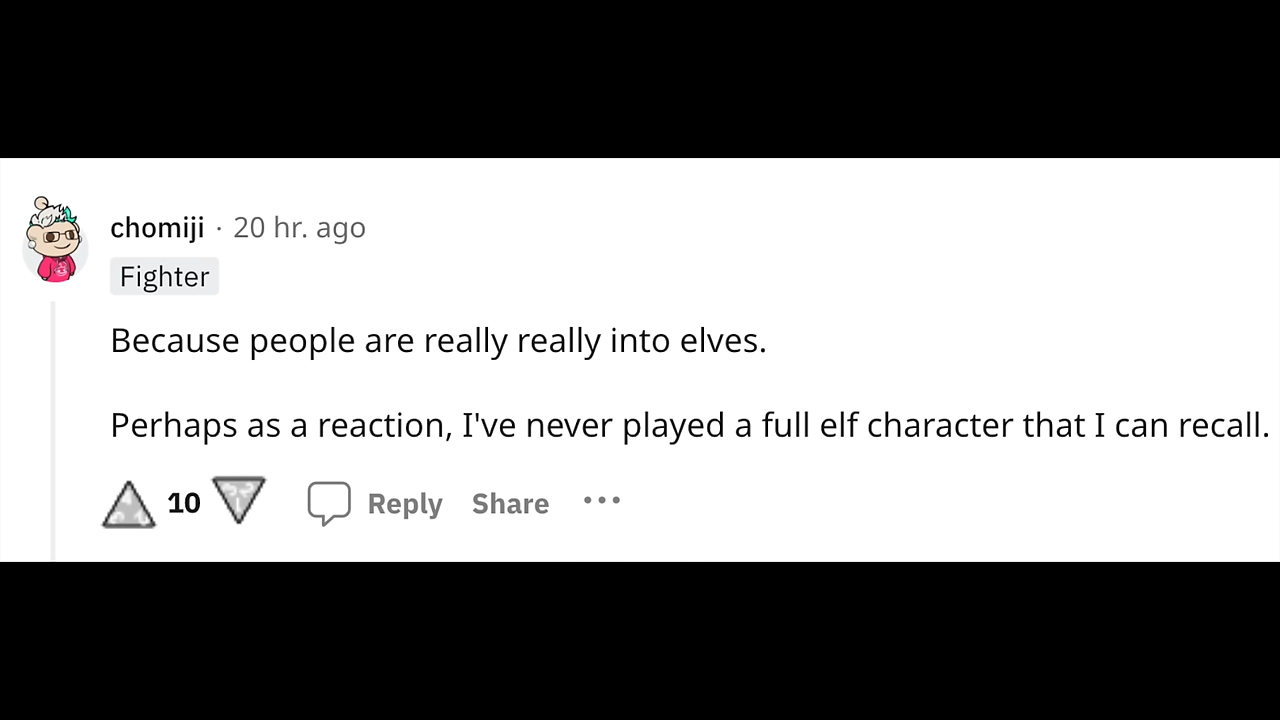 chomiji · 20 hr. ago
Fighter
Because people are really really into elves.
Perhaps as a reaction, I've never played a full elf character that I can recall.
10 Reply Share •••